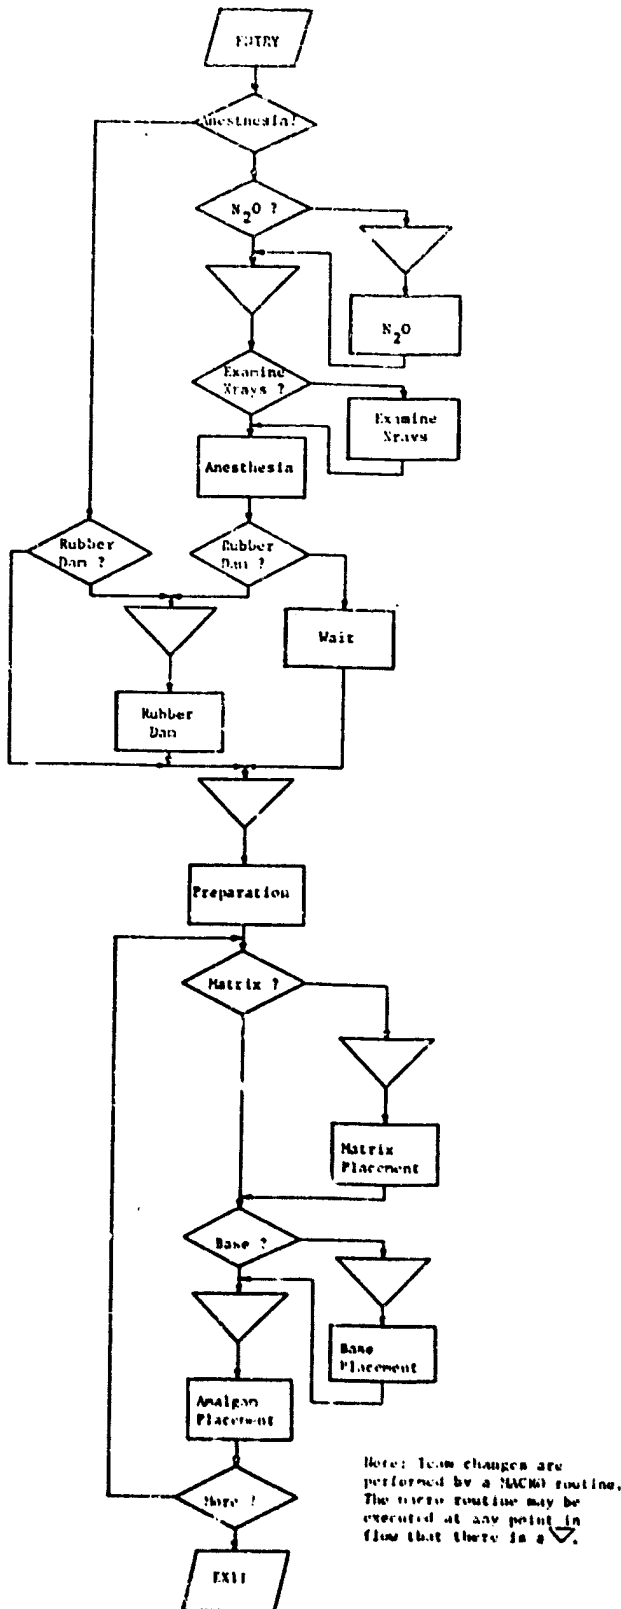 ENTRY
Anesthesia?
N2O ?
N2O
Examine
Xrays ?
Examine
Xrays
Anesthesia
Rubber
Dam ?
Rubber
Dam ?
Wait
Rubber
Dam
Preparation
Matrix ?
Matrix
Placement
Base ?
Base
Placement
Amalgam
Placement
More ?
EXIT
Note: Team changes are
performed by a MACRO routine.
The macro routine may be
executed at any point in
flow that there is a ▽.